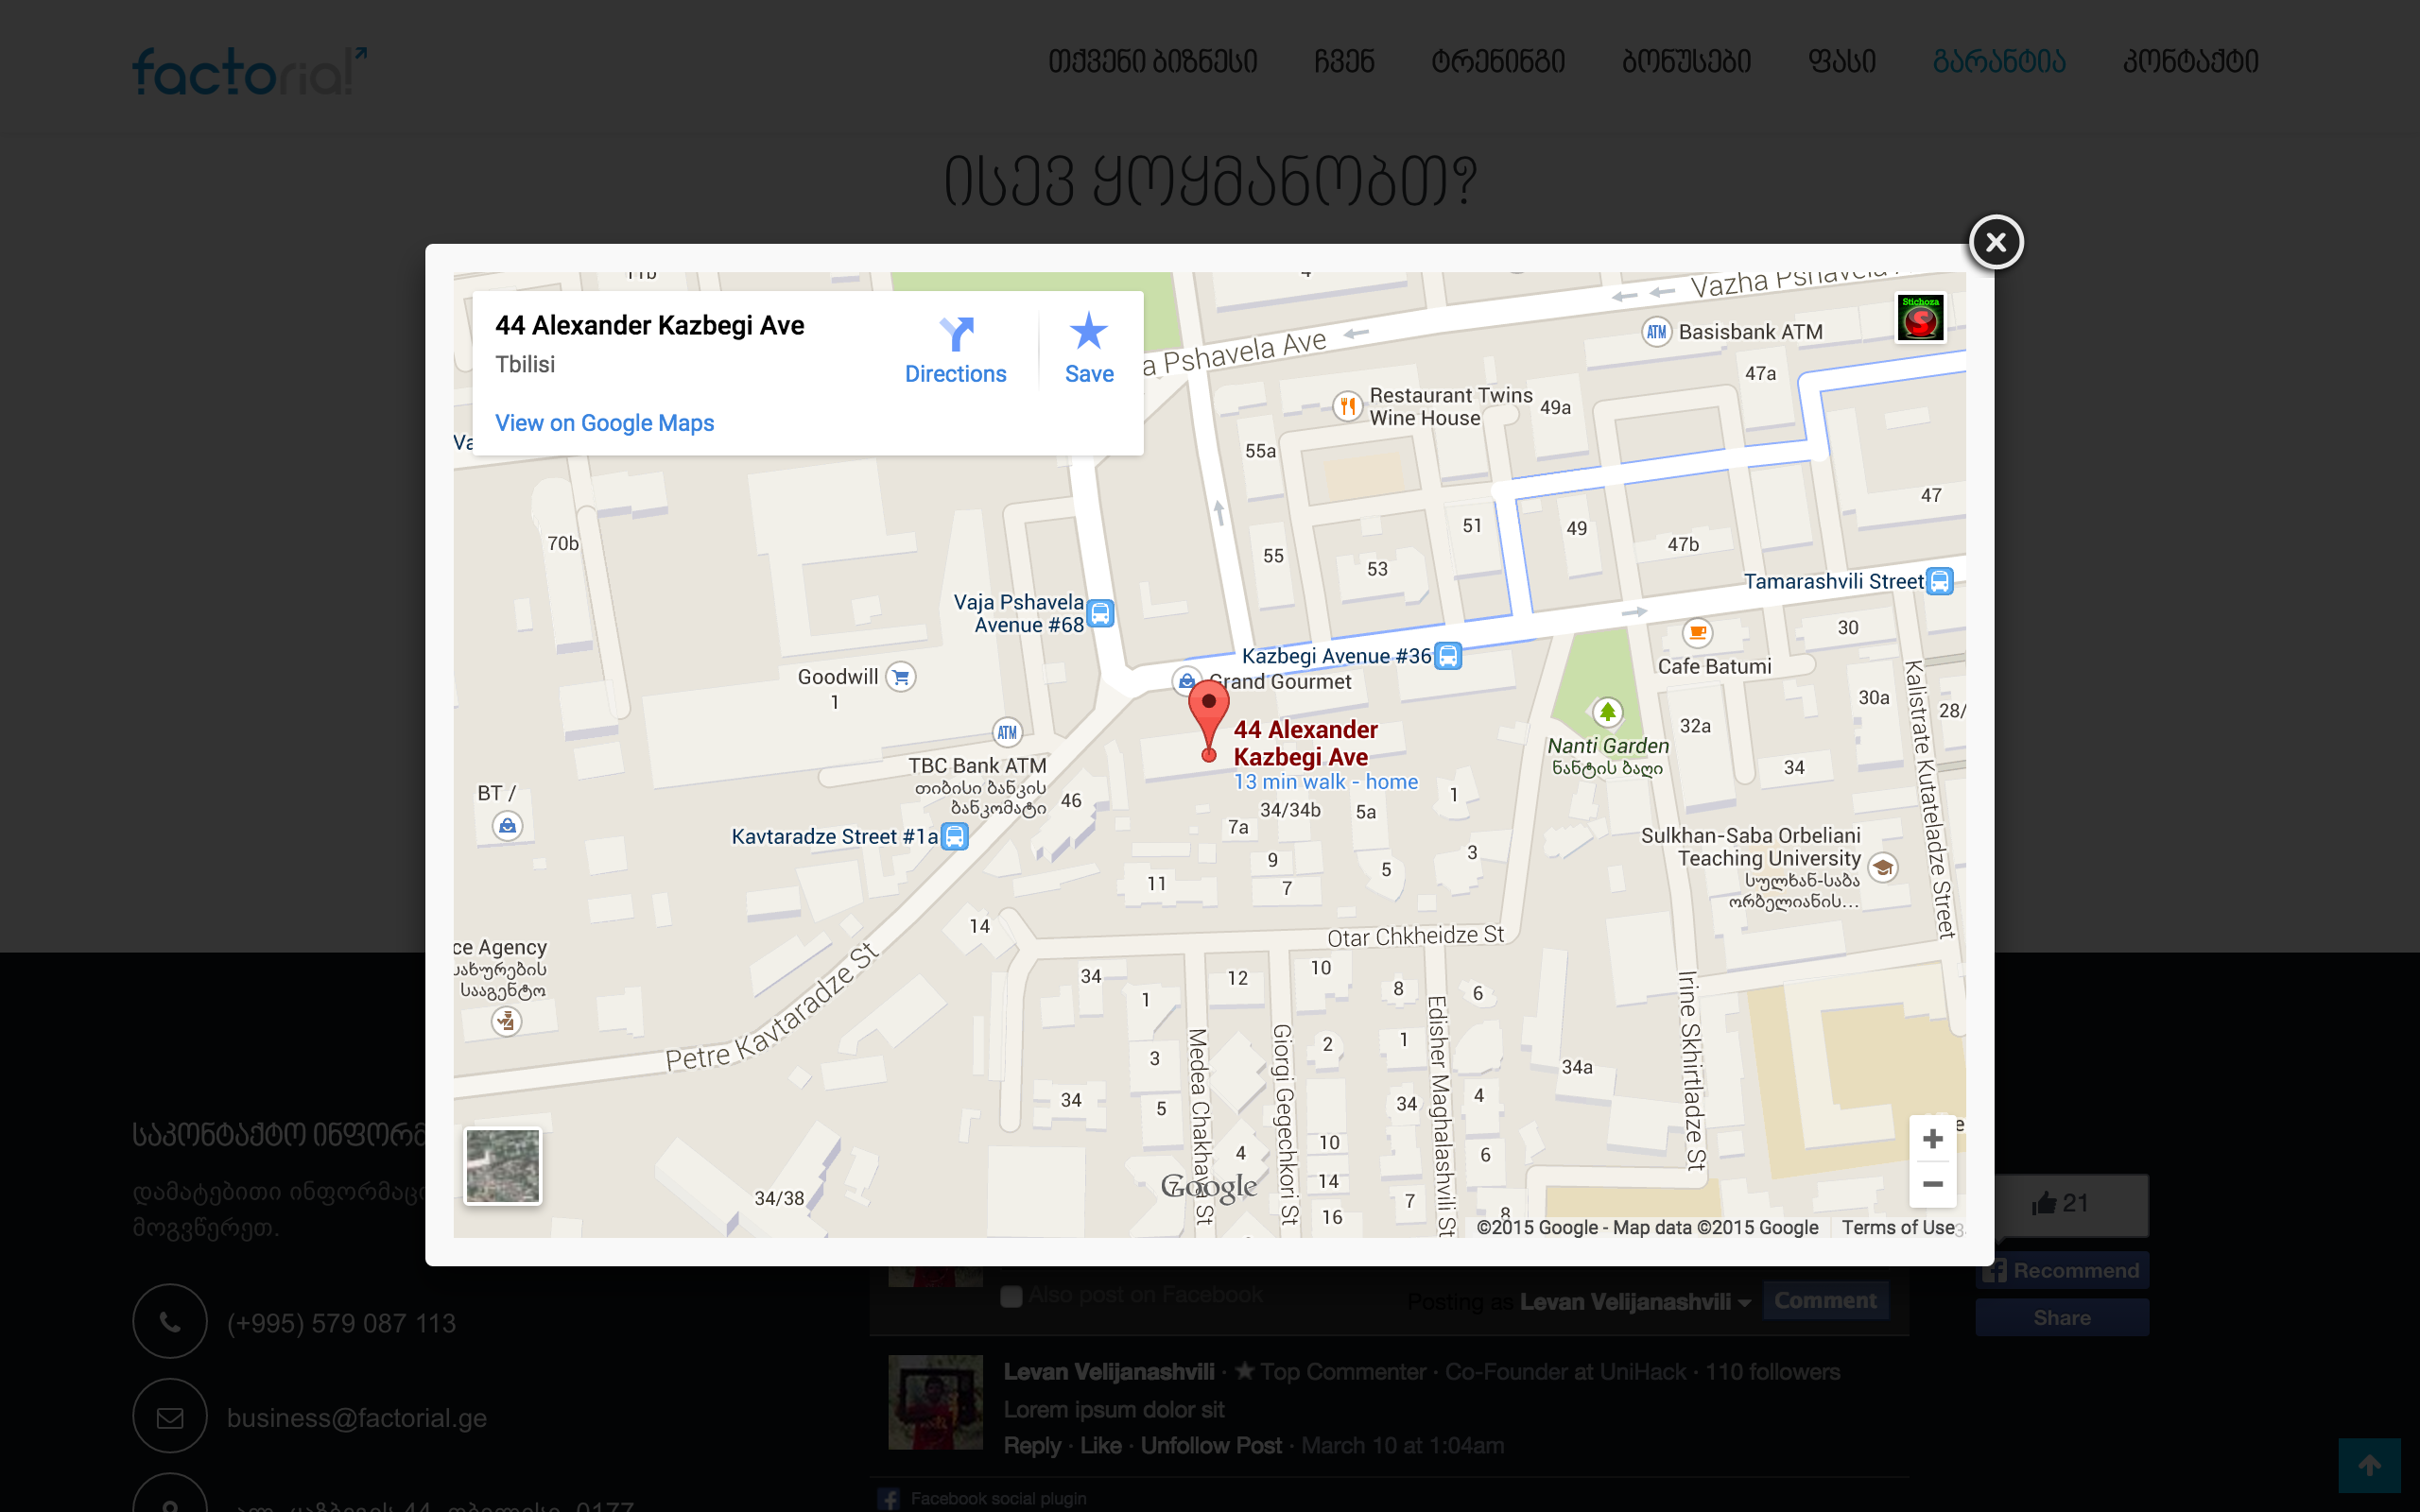 factorial
თქვენი ბიზნესი
ჩვენ
ტრენინგი
ბონუსები
ფასი
გარანტია
კონტაქტი
ისევ ყოყმანობთ?
44 Alexander Kazbegi Ave
Tbilisi
Directions
Save
View on Google Maps
Stichoza
S
Vazha Pshavela
a Pshavela Ave
ATM
Basisbank ATM
47a
Restaurant Twins
Wine House
49a
55a
47
51
49
47b
55
53
70b
Tamarashvili Street
Vaja Pshavela
Avenue #68
30
Kazbegi Avenue #36
Cafe Batumi
Grand Gourmet
Goodwill
1
30a
28/
32a
44 Alexander
Kazbegi Ave
13 min walk - home
Nanti Garden
ნანტის ბაღი
34
ATM
TBC Bank ATM
თიბისი ბანკის
ბანკომატი
BT /
46
34/34b
5a
1
7a
Kavtaradze Street #1a
Sulkhan-Saba Orbeliani
Teaching University
სულხან-საბა
ორბელიანის...
Kalistrate Kutateladze Street
9
3
5
11
7
14
Otar Chkheidze St
ce Agency
სააგენტო
Petre Kavtaradze St
34
12
10
1
8
6
Medea Chakhava St
Giorgi Gegechkori St
Edisher Maghalashvili St
Irine Skhirtladze St
2
1
3
34a
34
5
34
4
10
4
6
34/38
7
14
16
7
8
Google
©2015 Google - Map data ©2015 Google
Terms of Use
საკონტაქტო
მოგვწერეთ.
(+995) 579 087 113
business@factorial.ge
21
Recommend
Share
Also post on Facebook
Posting as Levan Velijanashvili
Comment
Levan Velijanashvili · ★ Top Commenter · Co-Founder at UniHack · 110 followers
Lorem ipsum dolor sit
Reply · Like · Unfollow Post · March 10 at 1:04am
Facebook social plugin